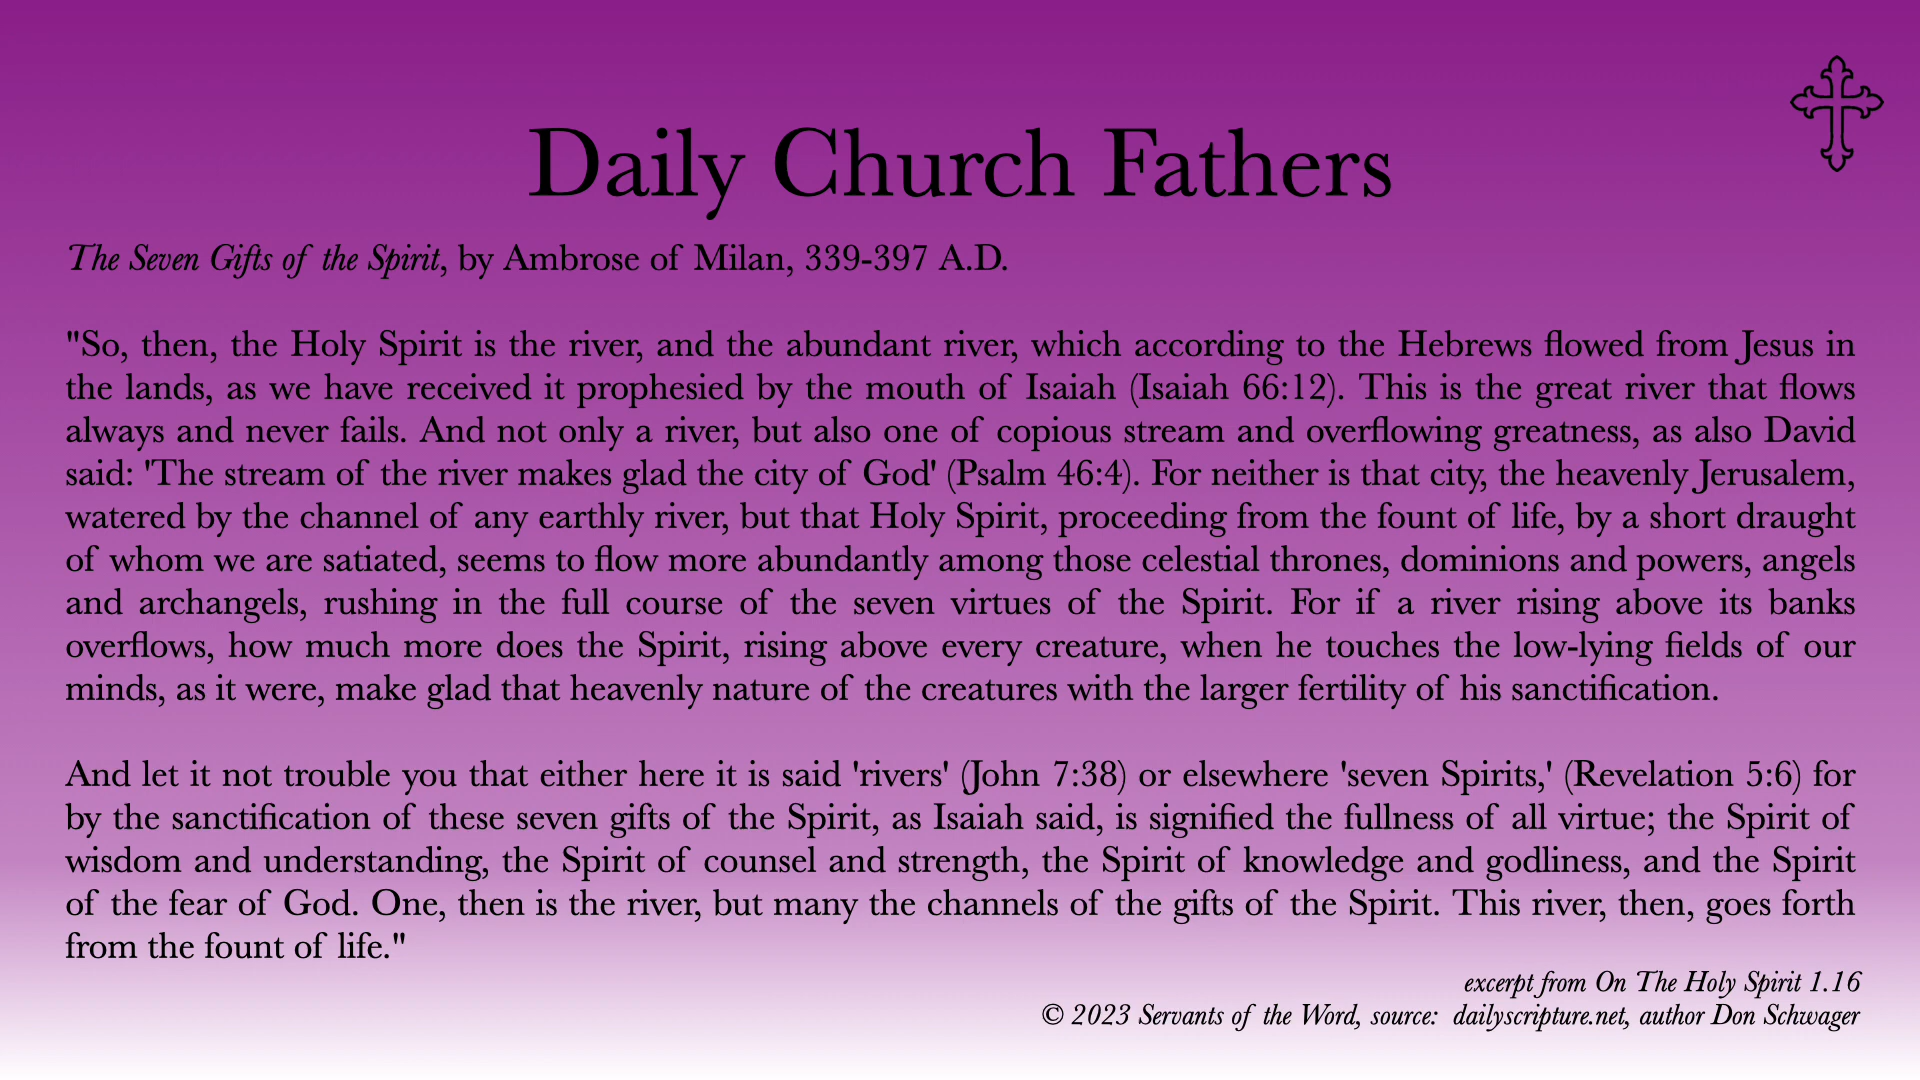 Daily Church Fathers
The Seven Gifts of the Spirit, by Ambrose of Milan, 339-397 A.D.
"So, then, the Holy Spirit is the river, and the abundant river, which according to the Hebrews flowed from Jesus in
the lands, as we have received it prophesied by the mouth of Isaiah (Isaiah 66:12). This is the great river that flows
always and never fails. And not only a river, but also one of copious stream and overflowing greatness, as also David
said: 'The stream of the river makes glad the city of God' (Psalm 46:4). For neither is that city, the heavenly Jerusalem,
watered by the channel of any earthly river, but that Holy Spirit, proceeding from the fount of life, by a short draught
of whom we are satiated, seems to flow more abundantly among those celestial thrones, dominions and powers, angels
and archangels, rushing in the full course of the seven virtues of the Spirit. For if a river rising above its banks
overflows, how much more does the Spirit, rising above every creature, when he touches the low-lying fields of our
minds, as it were, make glad that heavenly nature of the creatures with the larger fertility of his sanctification.
And let it not trouble you that either here it is said 'rivers' (John 7:38) or elsewhere 'seven Spirits,' (Revelation 5:6) for
by the sanctification of these seven gifts of the Spirit, as Isaiah said, is signified the fullness of all virtue; the Spirit of
wisdom and understanding, the Spirit of counsel and strength, the Spirit of knowledge and godliness, and the Spirit
of the fear of God. One, then is the river, but many the channels of the gifts of the Spirit. This river, then, goes forth
from the fount of life."
excerpt from On The Holy Spirit 1.16
© 2023 Servants of the Word, source: dailyscripture.net, author Don Schwager